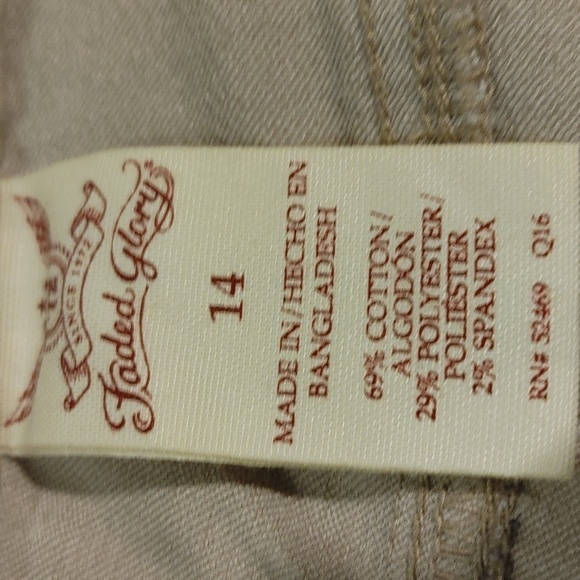 SINCE 1972
Faded Glory®
14
MADE IN/HECHO EN
BANGLADESH
69% COTTON/
ALGODÓN
29% POLYESTER/
POLIÉSTER
2% SPANDEX
RN# 52469 Q16